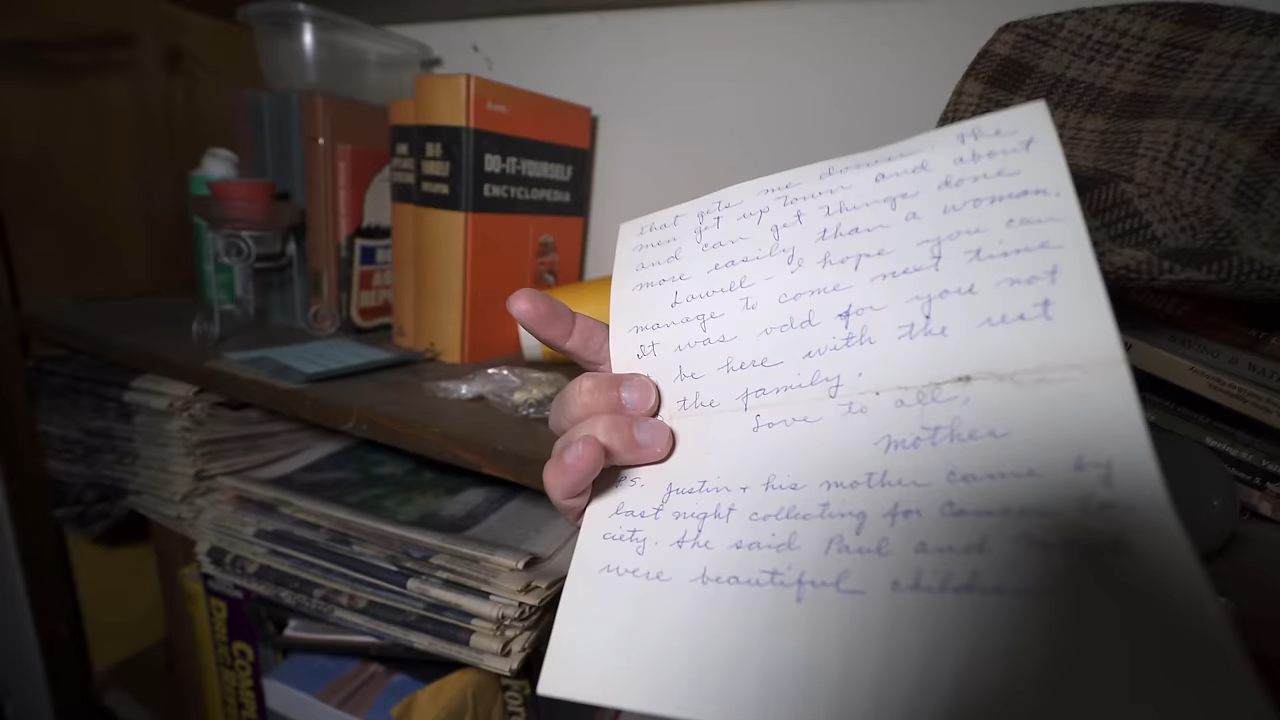 DO-IT-YOURSELF
ENCYCLOPEDIA
that gets me down. The
men get up town and about
and can get things done
more easily than a woman.
Lowell - I hope you can
manage to come next time
It was odd for you not
be here with the rest
the family.
Love to all,
Mother
P.S. Justin + his mother came by
last night collecting for
ciety. She said Paul and
were beautiful children